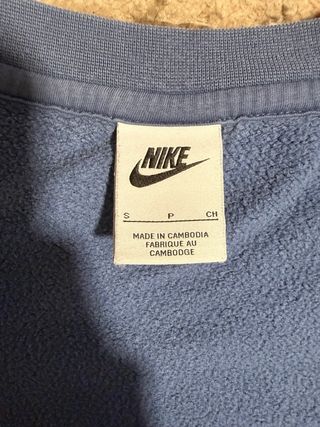 NIKE
S P CH
MADE IN CAMBODIA
FABRIQUE AU
CAMBODGE